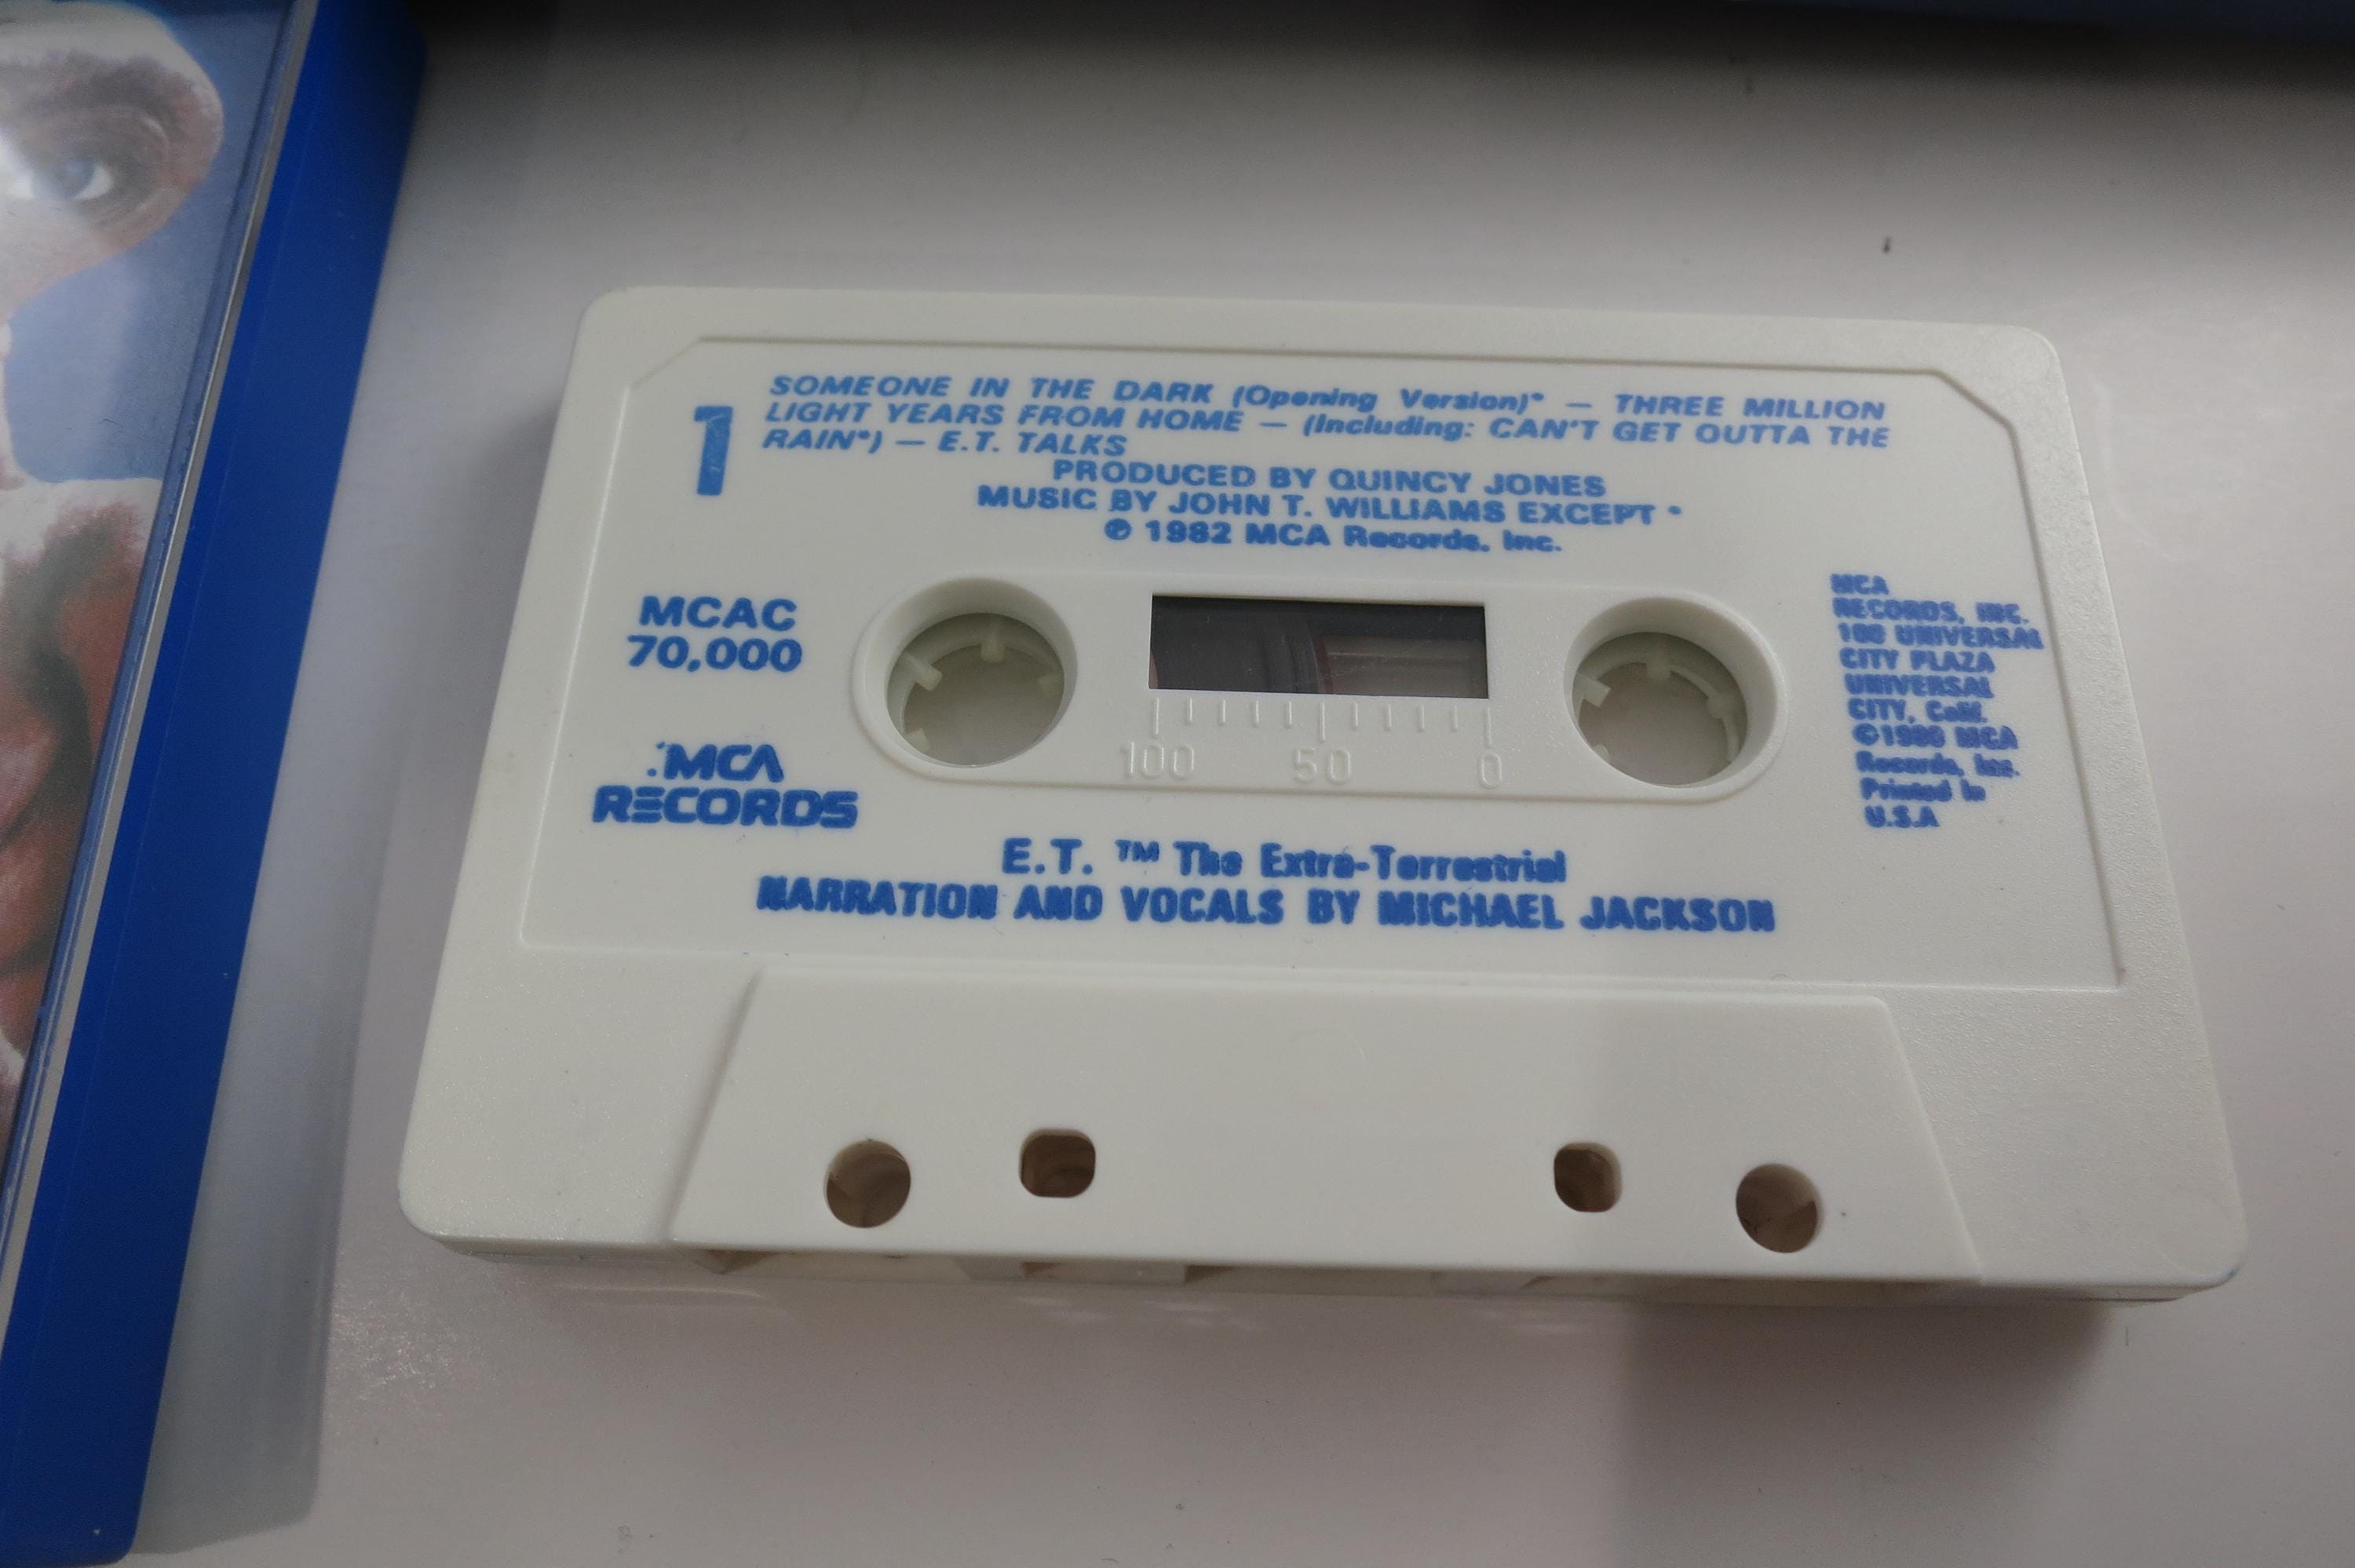 1
SOMEONE IN THE DARK (Opening Version)* — THREE MILLION
LIGHT YEARS FROM HOME — (Including: CAN'T GET OUTTA THE
RAIN*) — E.T. TALKS
PRODUCED BY QUINCY JONES
MUSIC BY JOHN T. WILLIAMS EXCEPT *
℗ 1982 MCA Records, Inc.
MCAC
70,000
MCA
RECORDS
100 50 0
MCA
RECORDS, INC.
100 UNIVERSAL
CITY PLAZA
UNIVERSAL
CITY, Calif.
©1980 MCA
Records, Inc.
Printed in
U.S.A
E.T. ™ The Extra-Terrestrial
NARRATION AND VOCALS BY MICHAEL JACKSON